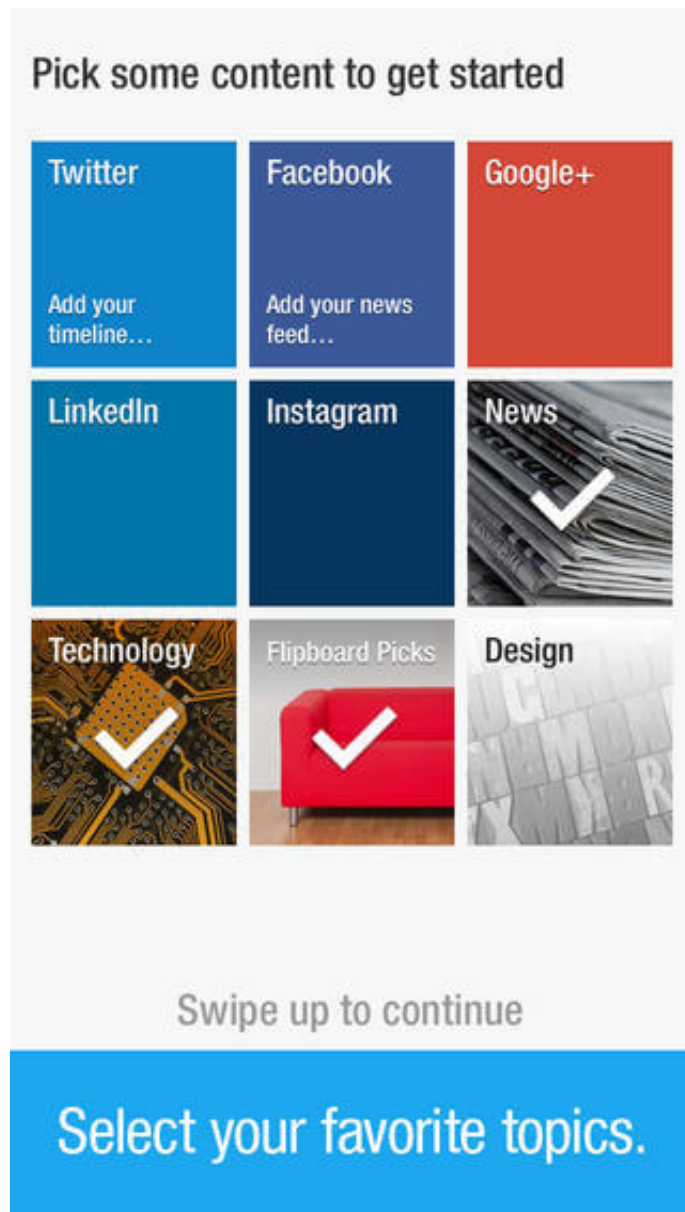 Pick some content to get started
Twitter
Facebook
Google+
Add your
timeline...
Add your news
feed...
LinkedIn
Instagram
News
Technology
Flipboard Picks
Design
Swipe up to continue
Select your favorite topics.